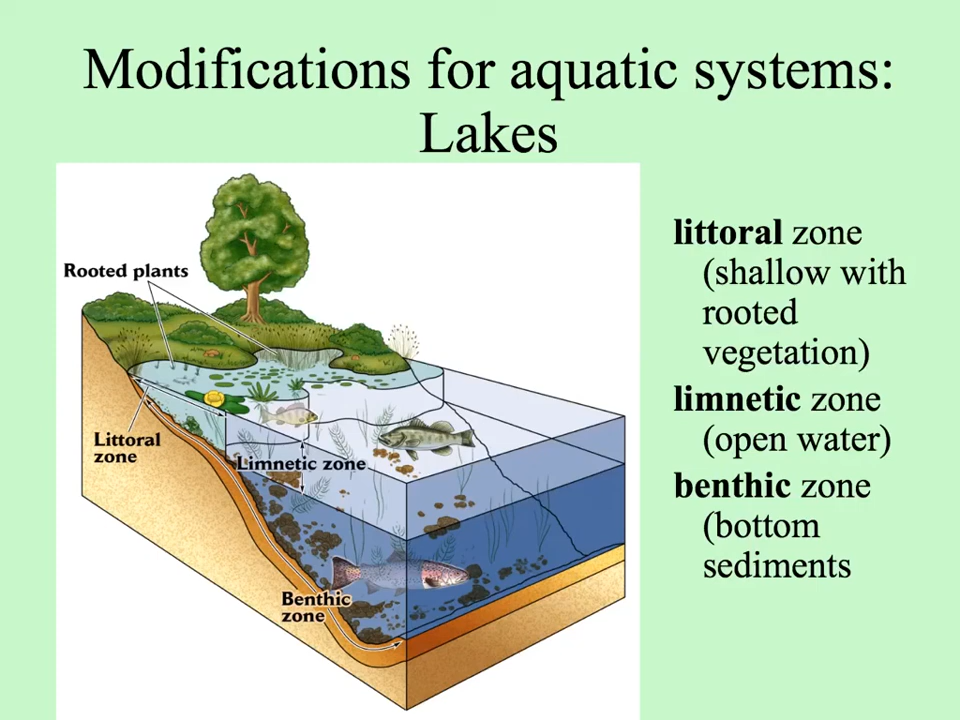 Modifications for aquatic systems:
Lakes
Rooted plants
Littoral
zone
Limnetic zone
Benthic
zone
littoral zone
(shallow with
rooted
vegetation)
limnetic zone
(open water)
benthic zone
(bottom
sediments